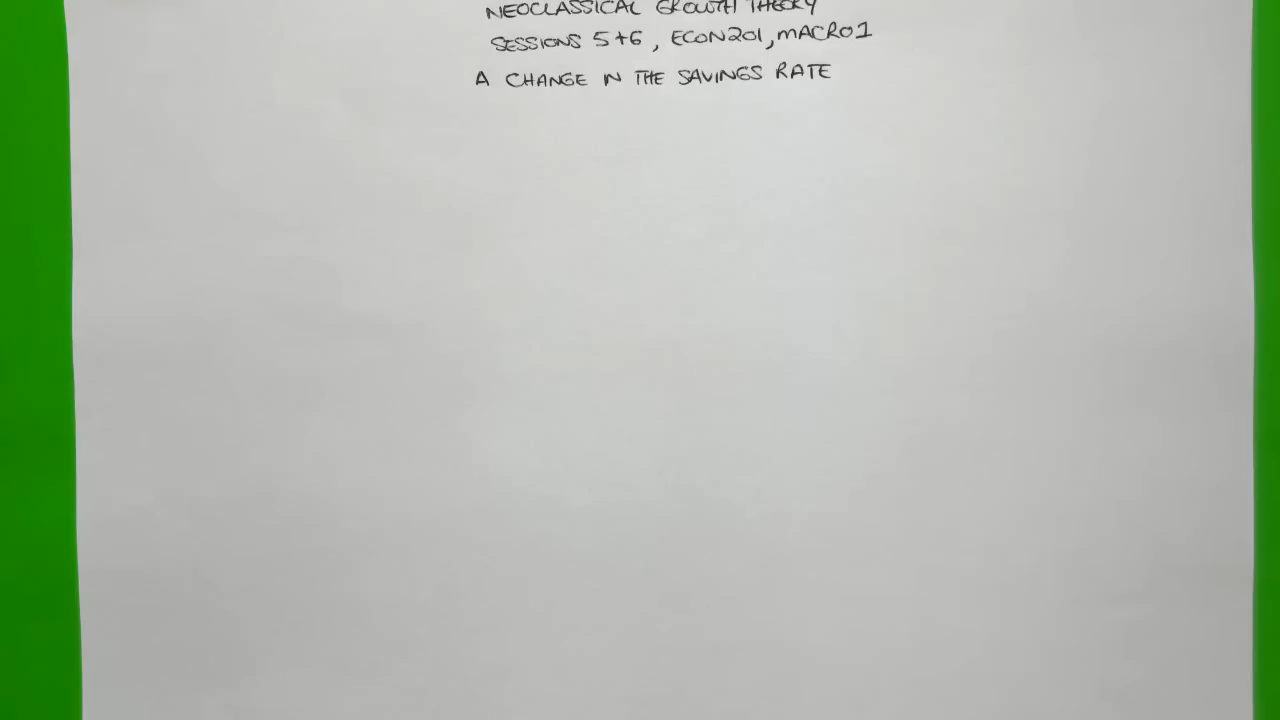 NEOCLASSICAL GROWTH THEORY
SESSIONS 5+6, ECON201, MACRO1
A CHANGE IN THE SAVINGS RATE